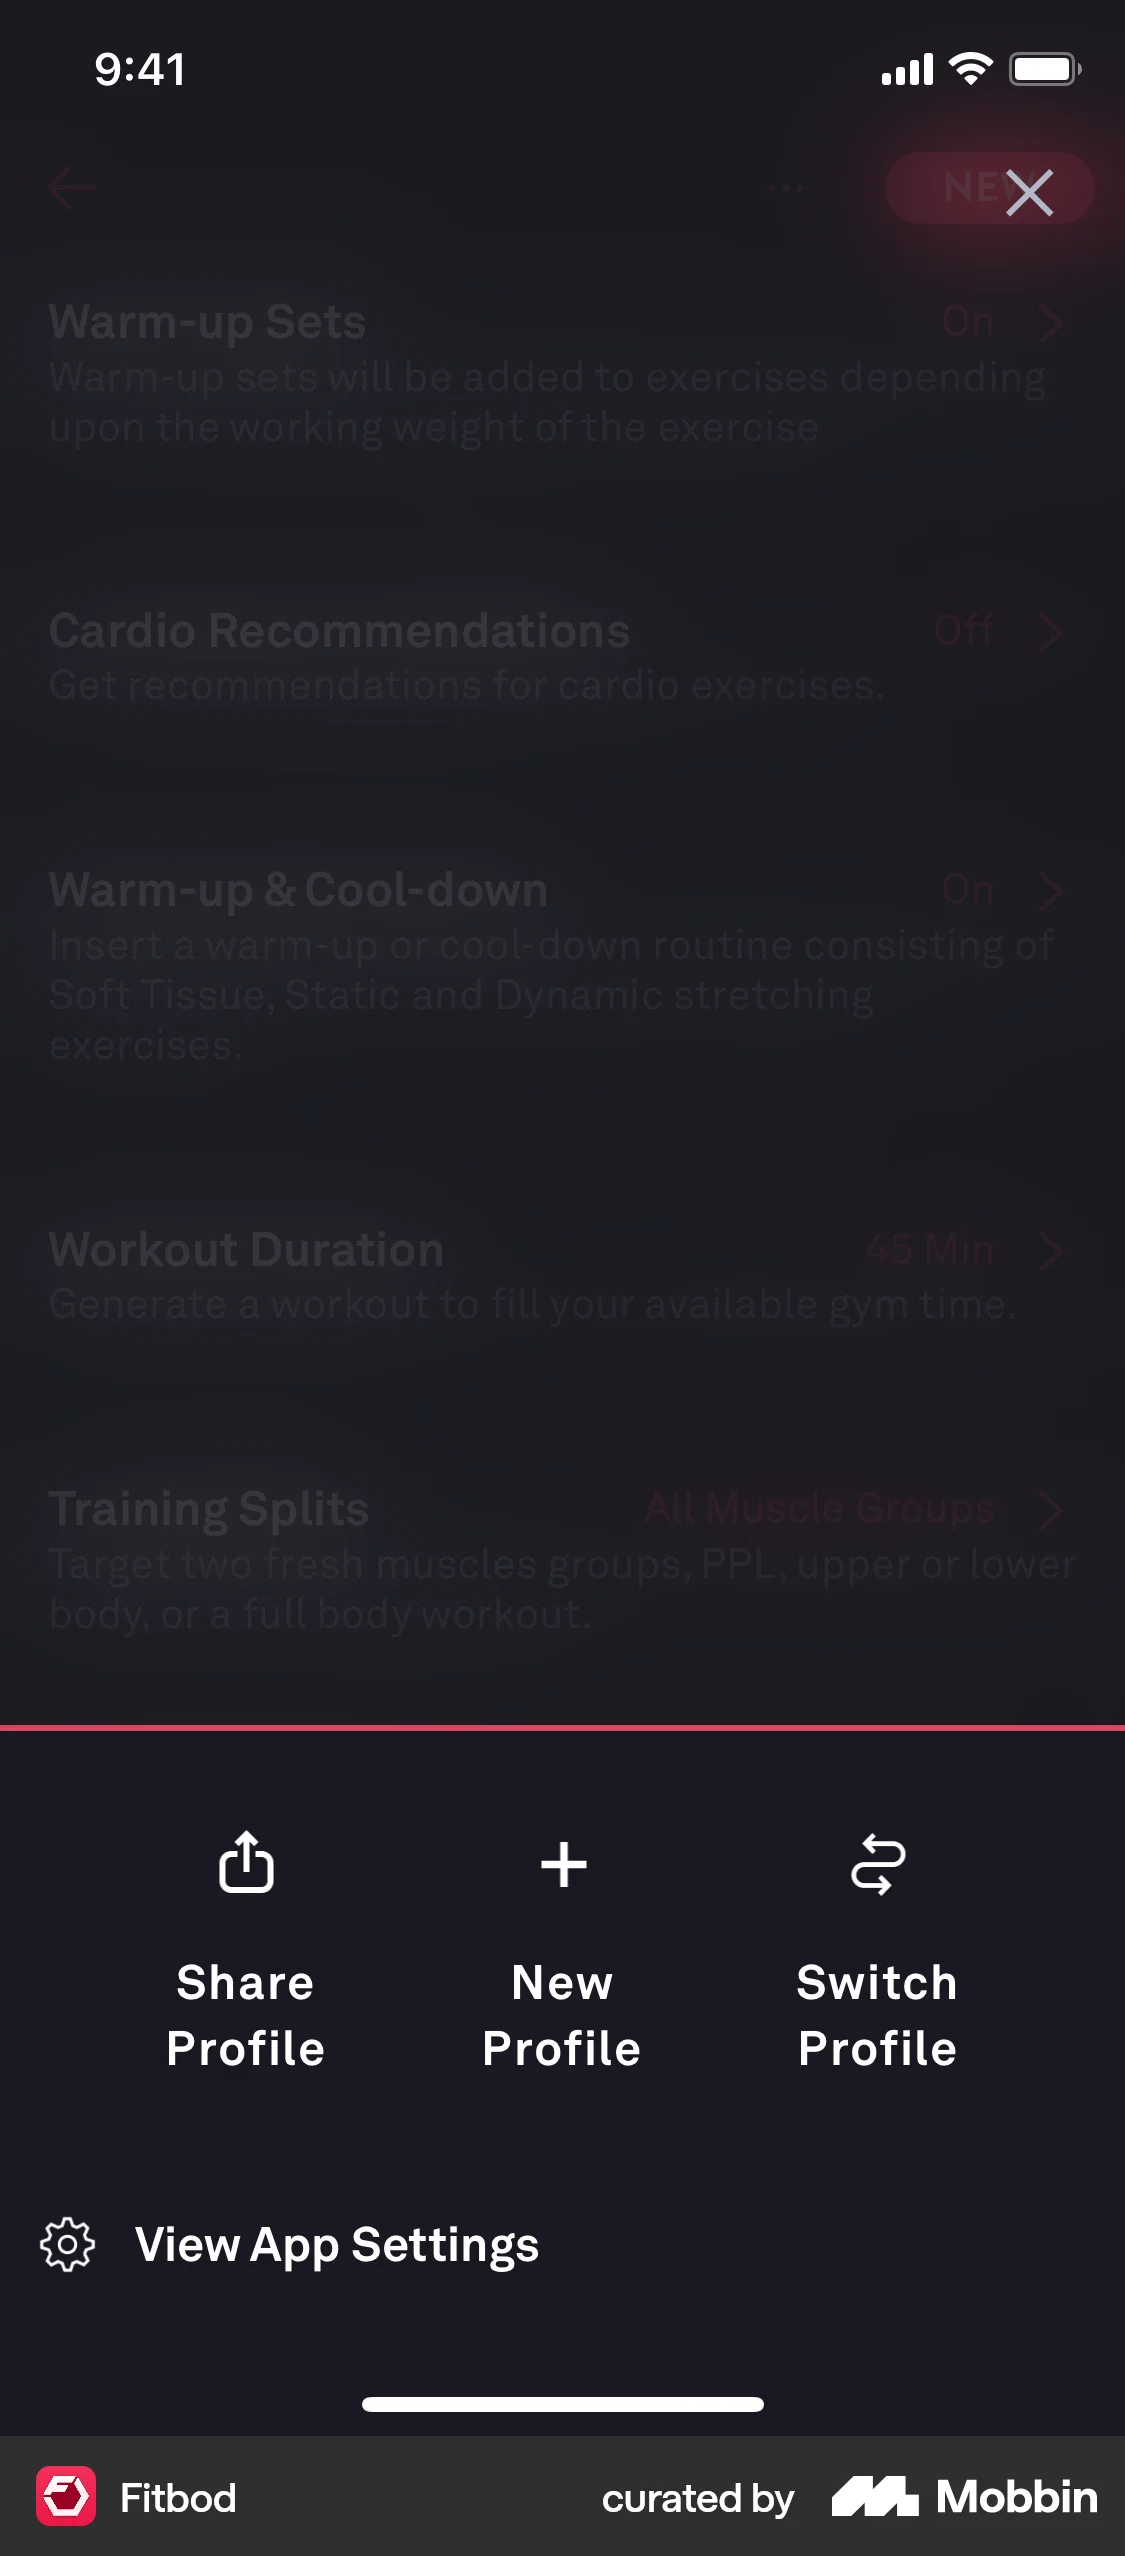 9:41
...
NEW
Warm-up Sets
On
Warm-up sets will be added to exercises depending
upon the working weight of the exercise
Cardio Recommendations
Off
Get recommendations for cardio exercises.
Warm-up & Cool-down
On
Insert a warm-up or cool-down routine consisting of
Soft Tissue, Static and Dynamic stretching
exercises.
Workout Duration
45 Min
Generate a workout to fill your available gym time.
Training Splits
All Muscle Groups
Target two fresh muscles groups, PPL, upper or lower
body, or a full body workout.
Share
Profile
New
Profile
Switch
Profile
View App Settings
Fitbod
curated by
Mobbin